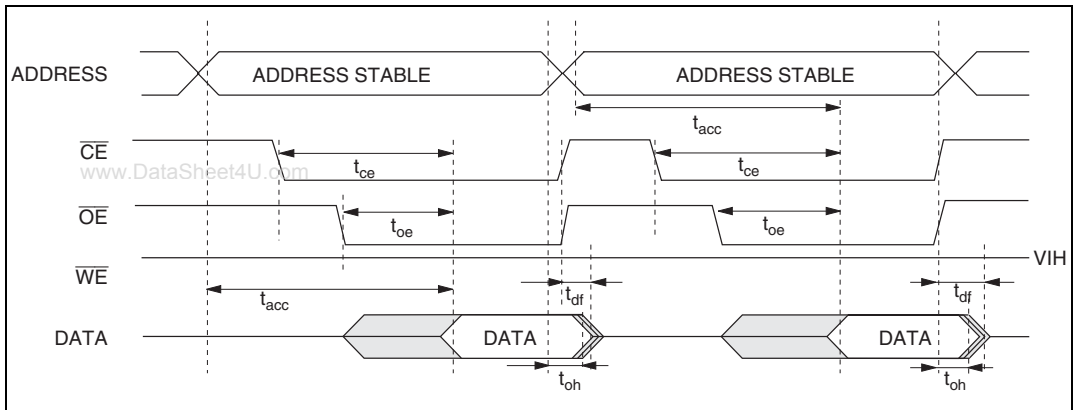 ADDRESS ADDRESS STABLE ADDRESS STABLE
tacc
CE
tce tce
www.DataSheet4U.com
OE
toe toe
VIH
WE
tacc tdf tdf
DATA DATA DATA
toh toh